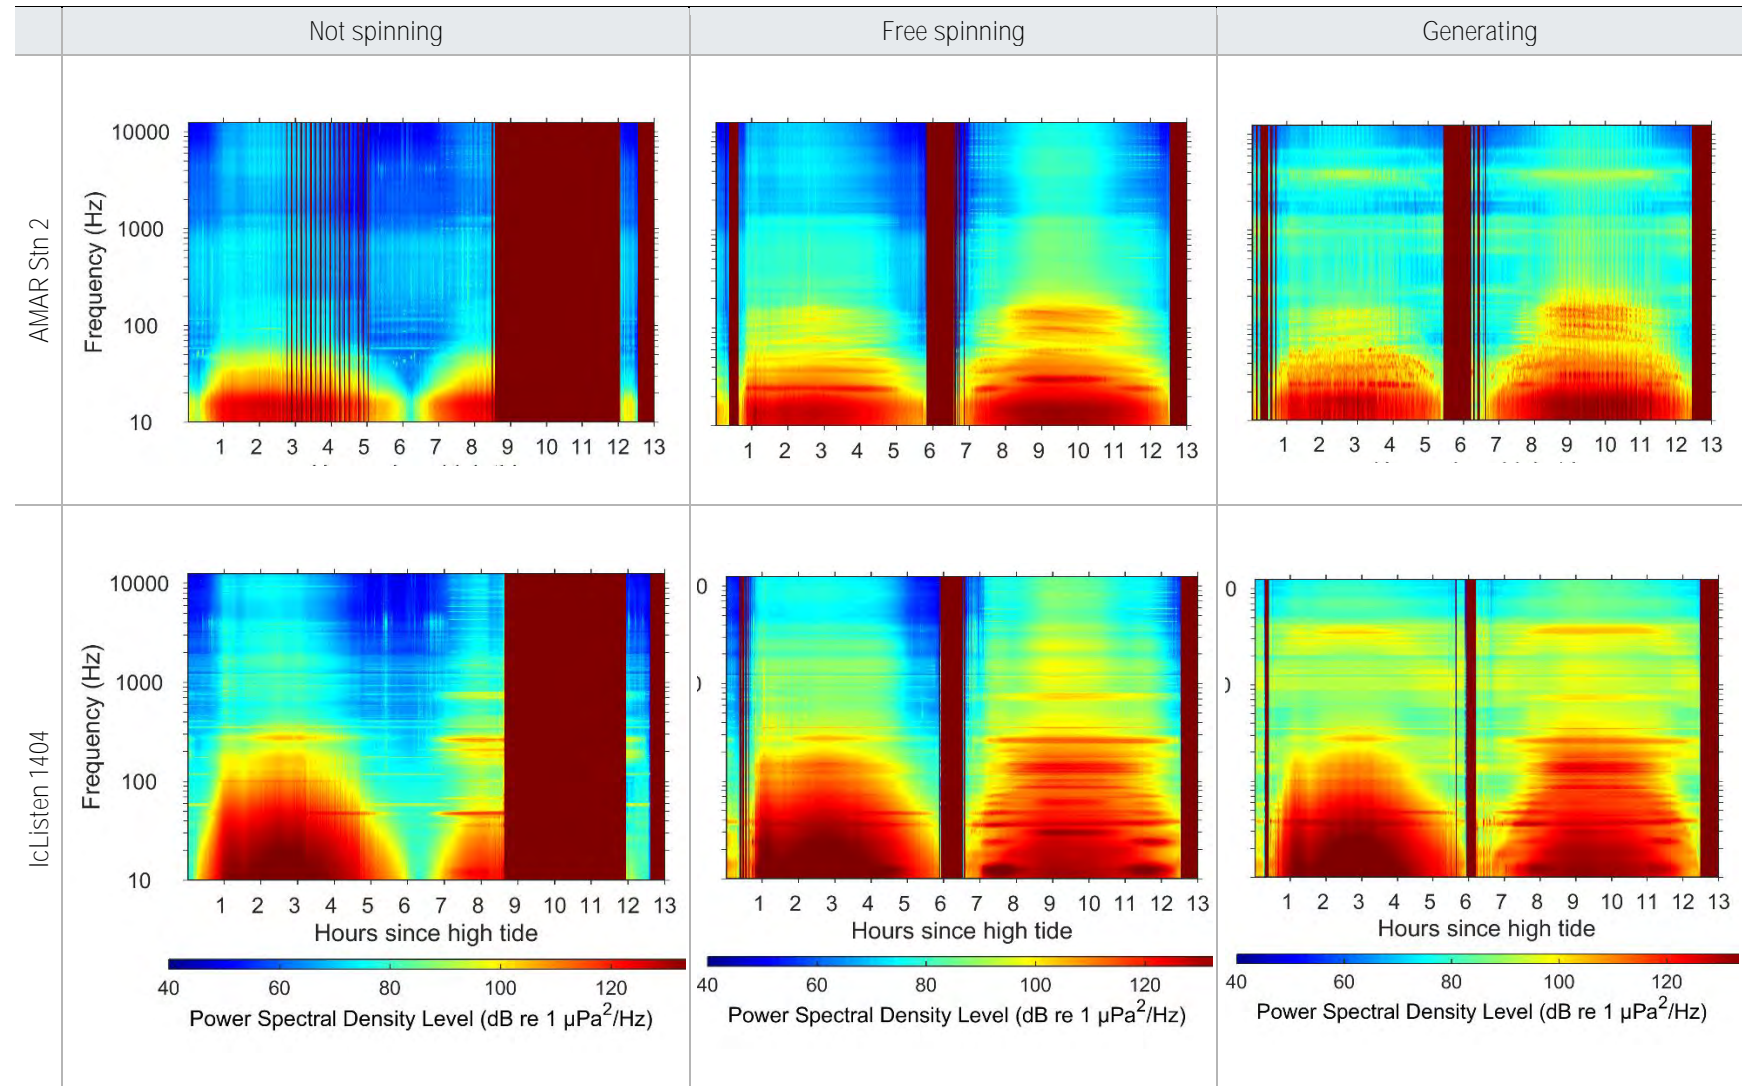 Not spinning
Free spinning
Generating
AMAR Stn 2
Frequency (Hz)
10000
1000
100
10
1 2 3 4 5 6 7 8 9 10 11 12 13
1 2 3 4 5 6 7 8 9 10 11 12 13
1 2 3 4 5 6 7 8 9 10 11 12 13
IcListen 1404
Frequency (Hz)
10000
1000
100
10
1 2 3 4 5 6 7 8 9 10 11 12 13
Hours since high tide
40 60 80 100 120
Power Spectral Density Level (dB re 1 µPa²/Hz)
0
1 2 3 4 5 6 7 8 9 10 11 12 13
Hours since high tide
40 60 80 100 120
Power Spectral Density Level (dB re 1 µPa²/Hz)
0
1 2 3 4 5 6 7 8 9 10 11 12 13
Hours since high tide
40 60 80 100 120
Power Spectral Density Level (dB re 1 µPa²/Hz)